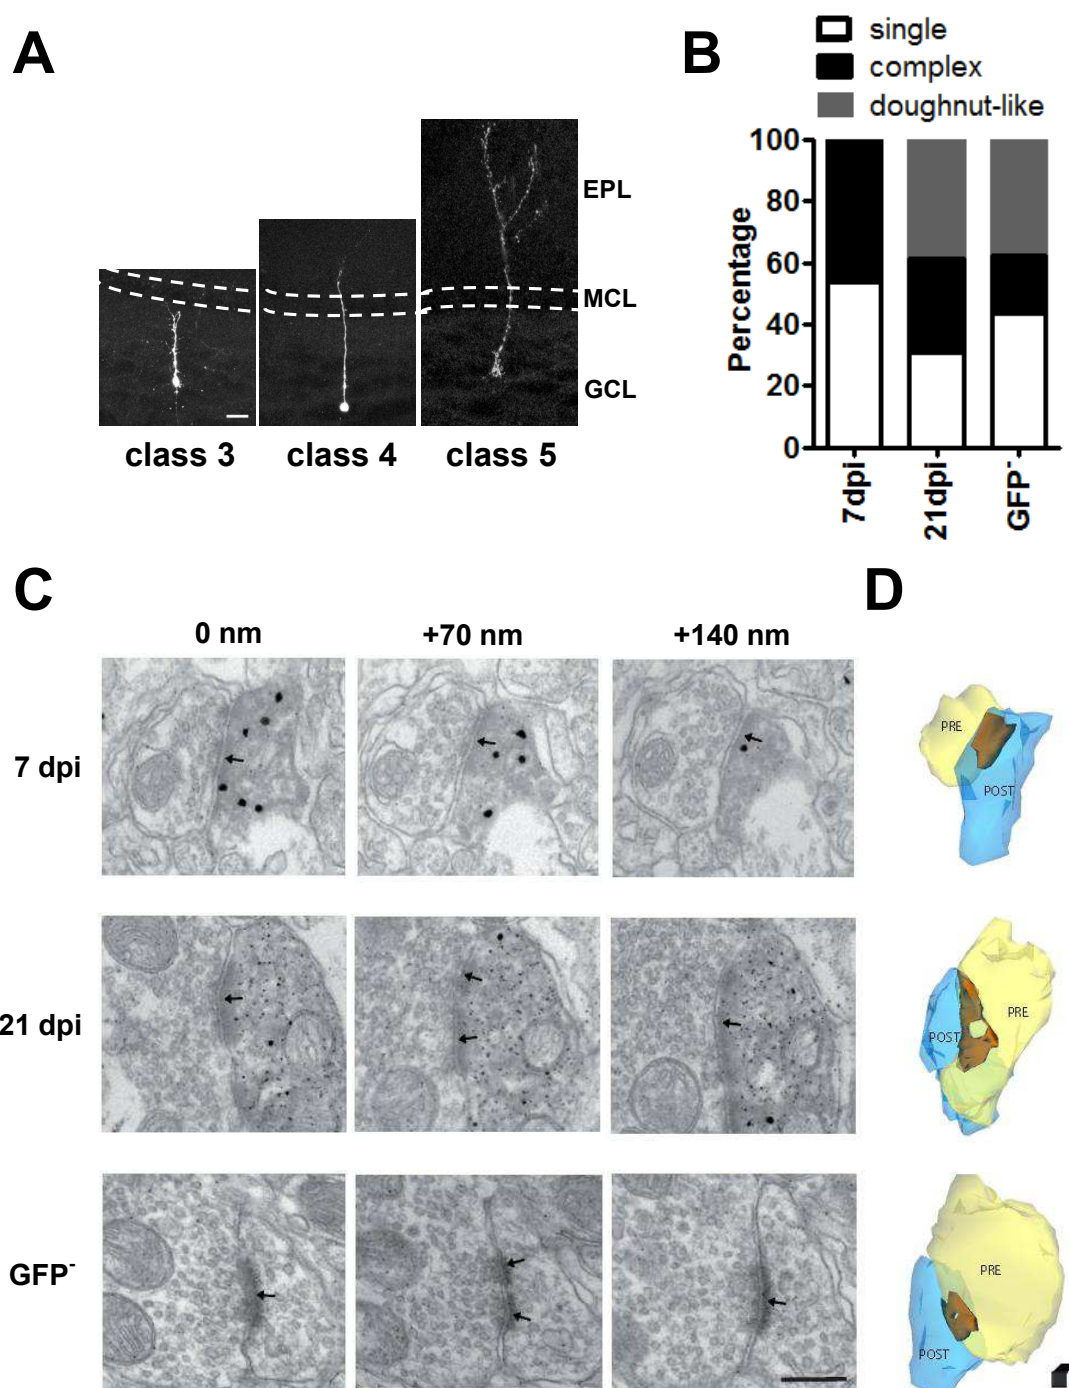 A
EPL
MCL
GCL
class 3
class 4
class 5
B
single
complex
doughnut-like
Percentage
100
80
60
40
20
0
7dpi
21dpi
GFP⁻
C
0 nm
+70 nm
+140 nm
7 dpi
21 dpi
GFP⁻
D
PRE
POST
POST
PRE
PRE
POST